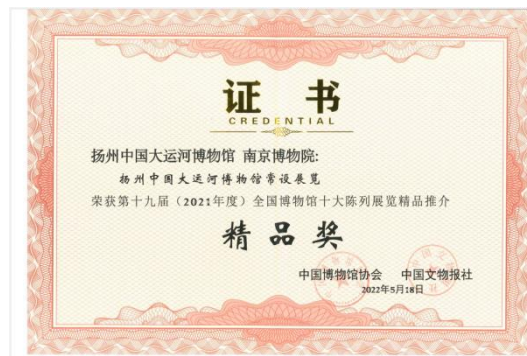 证 书
CREDENTIAL
扬州中国大运河博物馆 南京博物院:
扬州中国大运河博物馆常设展览
荣获第十九届（2021年度）全国博物馆十大陈列展览精品推介
精品奖
中国博物馆协会 中国文物报社
2022年5月18日